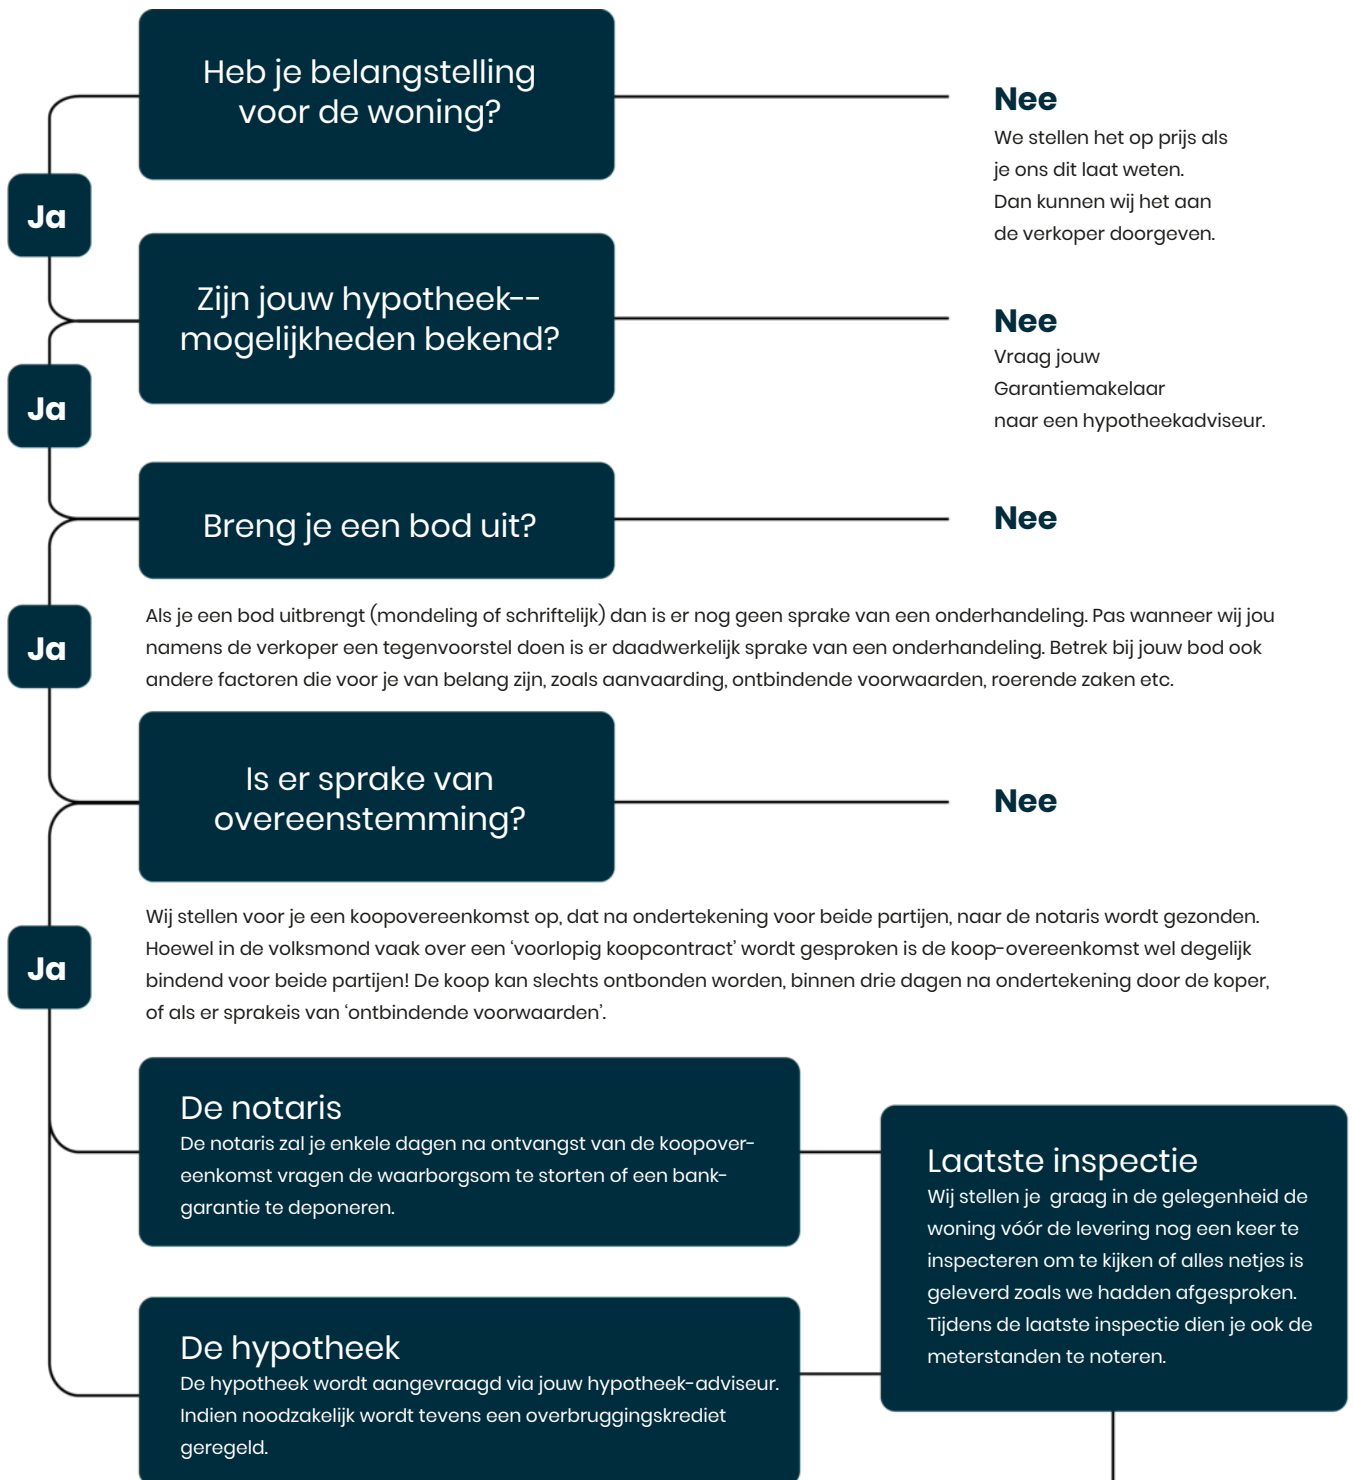 Heb je belangstelling
voor de woning?
Nee
We stellen het op prijs als
je ons dit laat weten.
Dan kunnen wij het aan
de verkoper doorgeven.
Ja
Zijn jouw hypotheek--
mogelijkheden bekend?
Nee
Vraag jouw
Garantiemakelaar
naar een hypotheekadviseur.
Ja
Breng je een bod uit?
Nee
Als je een bod uitbrengt (mondeling of schriftelijk) dan is er nog geen sprake van een onderhandeling. Pas wanneer wij jou
namens de verkoper een tegenvoorstel doen is er daadwerkelijk sprake van een onderhandeling. Betrek bij jouw bod ook
andere factoren die voor je van belang zijn, zoals aanvaarding, ontbindende voorwaarden, roerende zaken etc.
Ja
Is er sprake van
overeenstemming?
Nee
Wij stellen voor je een koopovereenkomst op, dat na ondertekening voor beide partijen, naar de notaris wordt gezonden.
Hoewel in de volksmond vaak over een ‘voorlopig koopcontract’ wordt gesproken is de koop-overeenkomst wel degelijk
bindend voor beide partijen! De koop kan slechts ontbonden worden, binnen drie dagen na ondertekening door de koper,
of als er sprakeis van ‘ontbindende voorwaarden’.
Ja
De notaris
De notaris zal je enkele dagen na ontvangst van de koopover-
eenkomst vragen de waarborgsom te storten of een bank-
garantie te deponeren.
Laatste inspectie
Wij stellen je  graag in de gelegenheid de
woning vóór de levering nog een keer te
inspecteren om te kijken of alles netjes is
geleverd zoals we hadden afgesproken.
Tijdens de laatste inspectie dien je ook de
meterstanden te noteren.
De hypotheek
De hypotheek wordt aangevraagd via jouw hypotheek-adviseur.
Indien noodzakelijk wordt tevens een overbruggingskrediet
geregeld.